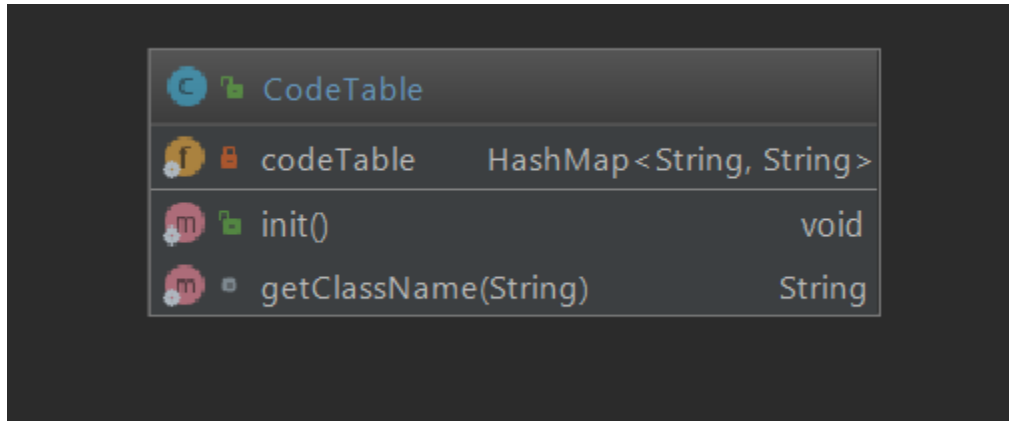 C CodeTable
f codeTable HashMap<String, String>
m init() void
m getClassName(String) String